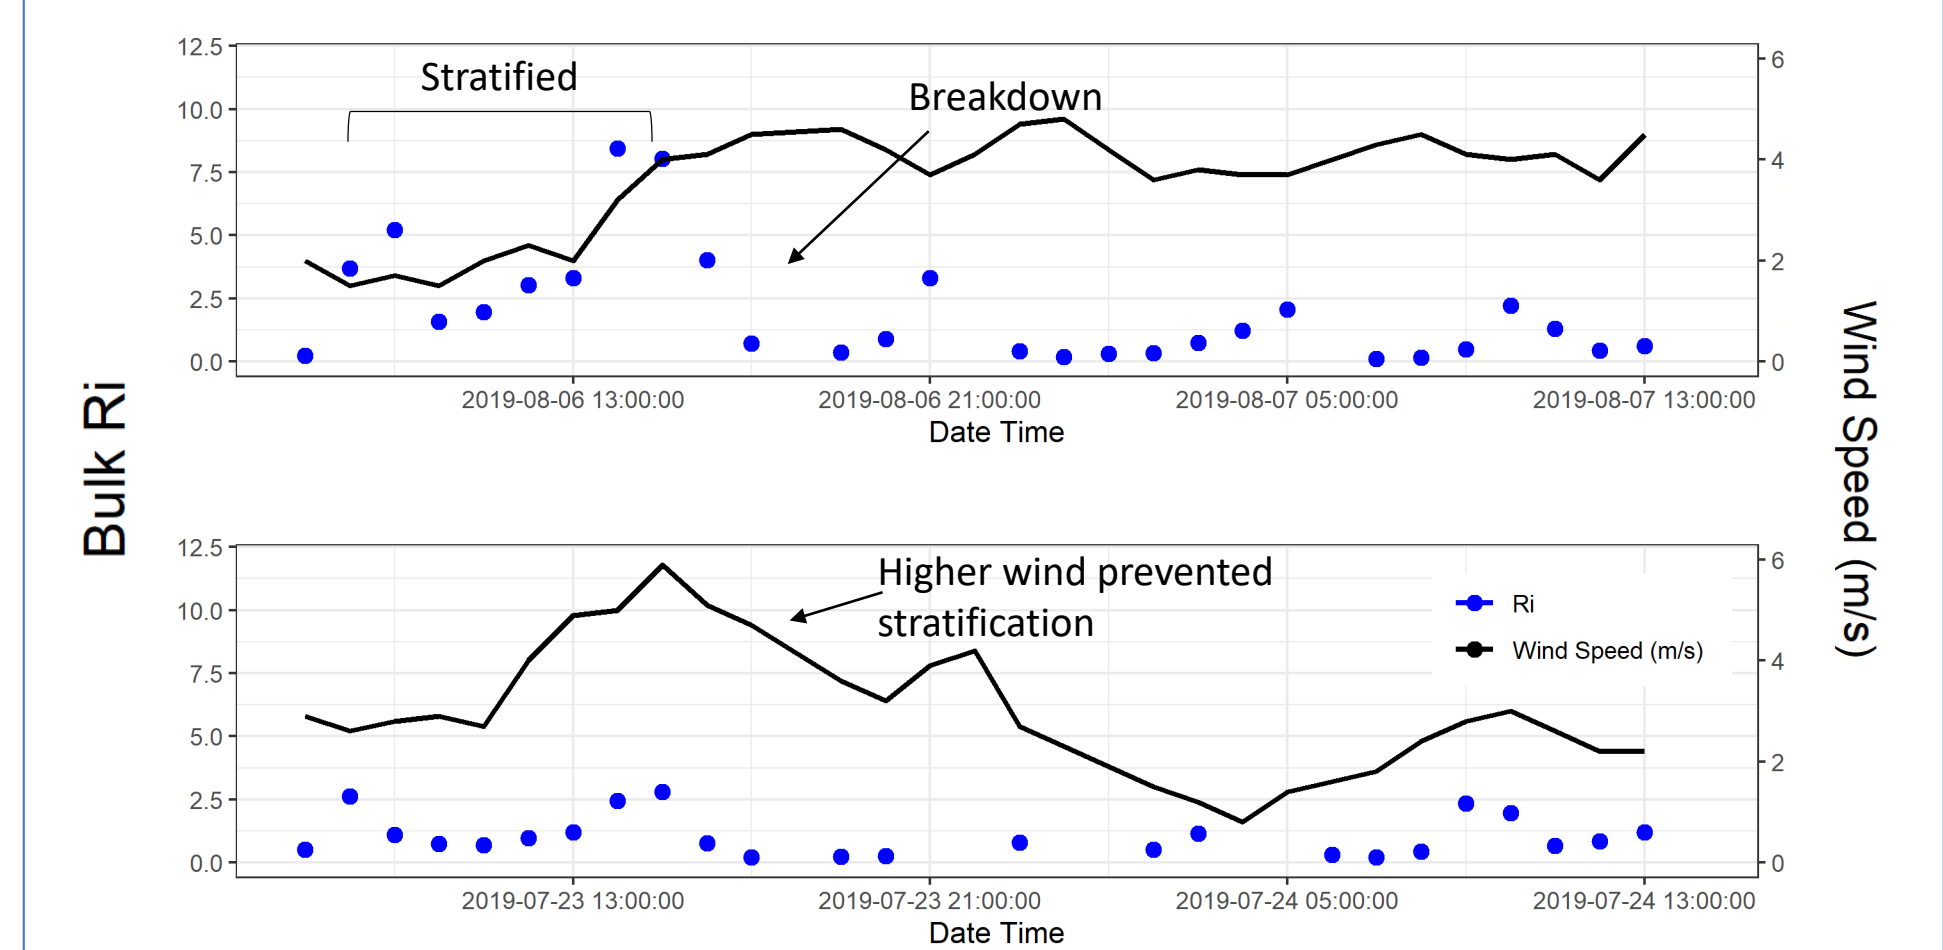 12.5
10.0
7.5
5.0
2.5
0.0
Stratified
Breakdown
6
4
2
0
2019-08-06 13:00:00
2019-08-06 21:00:00
2019-08-07 05:00:00
2019-08-07 13:00:00
Date Time
Bulk Ri
Wind Speed (m/s)
12.5
10.0
7.5
5.0
2.5
0.0
Higher wind prevented
stratification
Ri
Wind Speed (m/s)
6
4
2
0
2019-07-23 13:00:00
2019-07-23 21:00:00
2019-07-24 05:00:00
2019-07-24 13:00:00
Date Time